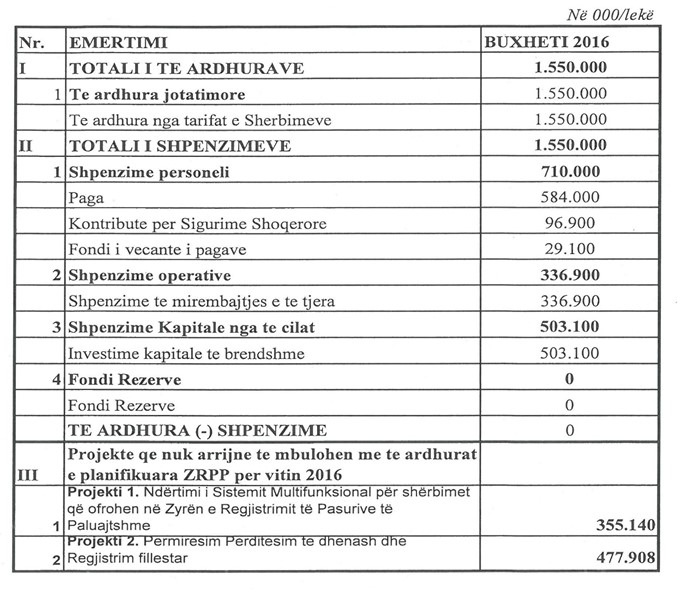 Në 000/lekë
Nr. EMERTIMI BUXHETI 2016
I TOTALI I TE ARDHURAVE 1.550.000
1 Te ardhura jotatimore 1.550.000
Te ardhura nga tarifat e Sherbimeve 1.550.000
II TOTALI I SHPENZIMEVE 1.550.000
1 Shpenzime personeli 710.000
Paga 584.000
Kontribute per Sigurime Shoqerore 96.900
Fondi i vecante i pagave 29.100
2 Shpenzime operative 336.900
Shpenzime te mirembajtjes e te tjera 336.900
3 Shpenzime Kapitale nga te cilat 503.100
Investime kapitale te brendshme 503.100
4 Fondi Rezerve 0
Fondi Rezerve 0
TE ARDHURA (-) SHPENZIME 0
Projekte qe nuk arrijne te mbulohen me te ardhurat
III e planifikuara ZRPP per vitin 2016
Projekti 1. Ndërtimi i Sistemit Multifunksional për shërbimet
që ofrohen në Zyrën e Regjistrimit të Pasurive të
1 Paluajtshme 355.140
Projekti 2. Permiresim Perditesim te dhenash dhe
2 Regjistrim fillestar 477.908